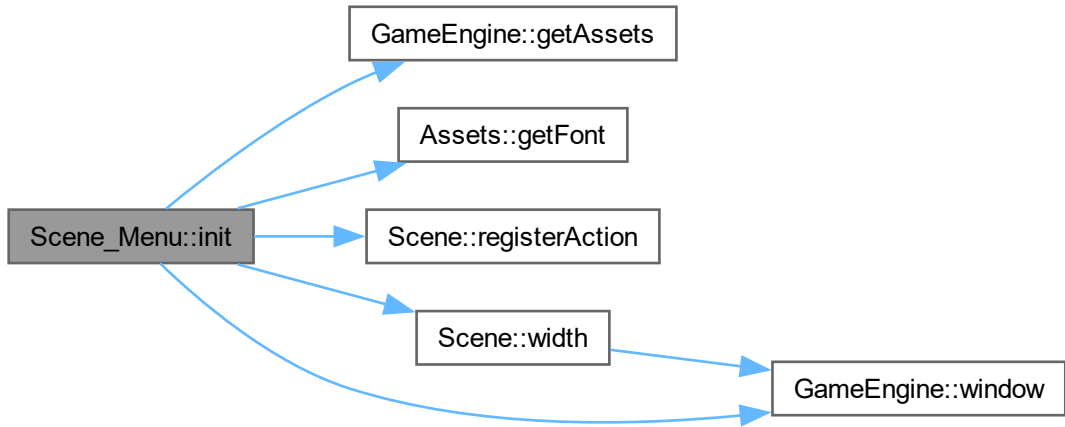 GameEngine::getAssets
Assets::getFont
Scene_Menu::init
Scene::registerAction
Scene::width
GameEngine::window